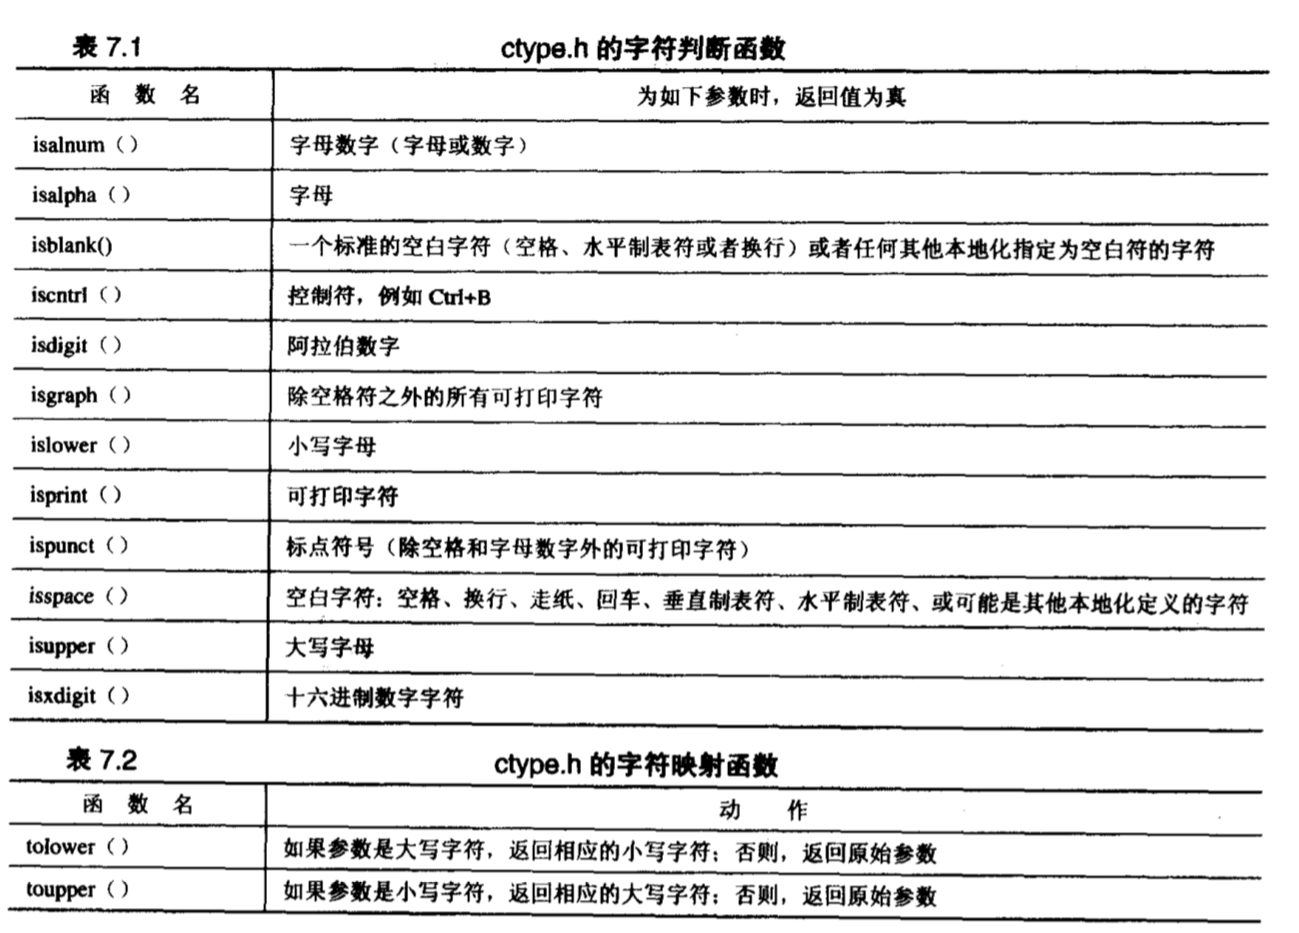 表 7.1 ctype.h 的字符判断函数
函 数 名 为如下参数时，返回值为真
isalnum（） 字母数字（字母或数字）
isalpha（） 字母
isblank() 一个标准的空白字符（空格、水平制表符或者换行）或者任何其他本地化指定为空白符的字符
iscntrl（） 控制符，例如 Ctrl+B
isdigit（） 阿拉伯数字
isgraph（） 除空格符之外的所有可打印字符
islower（） 小写字母
isprint（） 可打印字符
ispunct（） 标点符号（除空格和字母数字外的可打印字符）
isspace（） 空白字符：空格、换行、走纸、回车、垂直制表符、水平制表符、或可能是其他本地化定义的字符
isupper（） 大写字母
isxdigit（） 十六进制数字字符
表 7.2 ctype.h 的字符映射函数
函 数 名 动 作
tolower（） 如果参数是大写字符，返回相应的小写字符；否则，返回原始参数
toupper（） 如果参数是小写字符，返回相应的大写字符；否则，返回原始参数